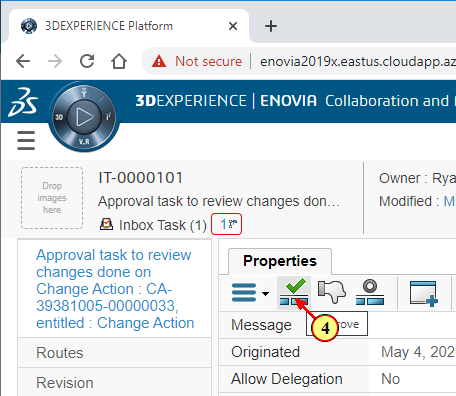 3DEXPERIENCE Platform
Not secure | enovia2019x.eastus.cloudapp.az
3DEXPERIENCE | ENOVIA Collaboration and
3D V.R
Drop
images
here
IT-0000101
Approval task to review changes don...
Inbox Task (1) 1
Owner : Rya
Modified : M
Approval task to review
changes done on
Change Action : CA-
39381005-00000033,
entitled : Change Action
Routes
Revision
Properties
Message
4
Originated May 4, 202
Allow Delegation No